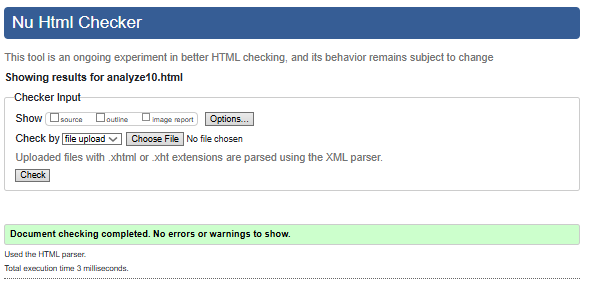 Nu Html Checker
This tool is an ongoing experiment in better HTML checking, and its behavior remains subject to change
Showing results for analyze10.html
Checker Input
Show source outline image report Options...
Check by file upload Choose File No file chosen
Uploaded files with .xhtml or .xht extensions are parsed using the XML parser.
Check
Document checking completed. No errors or warnings to show.
Used the HTML parser.
Total execution time 3 milliseconds.